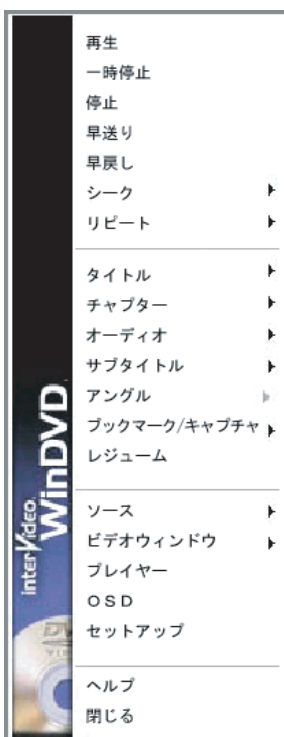 再生
一時停止
停止
早送り
早戻し
シーク
リピート
タイトル
チャプター
オーディオ
サブタイトル
アングル
ブックマーク/キャプチャ
レジューム
ソース
ビデオウィンドウ
プレイヤー
OSD
セットアップ
ヘルプ
閉じる
interVideo.
WinDVD